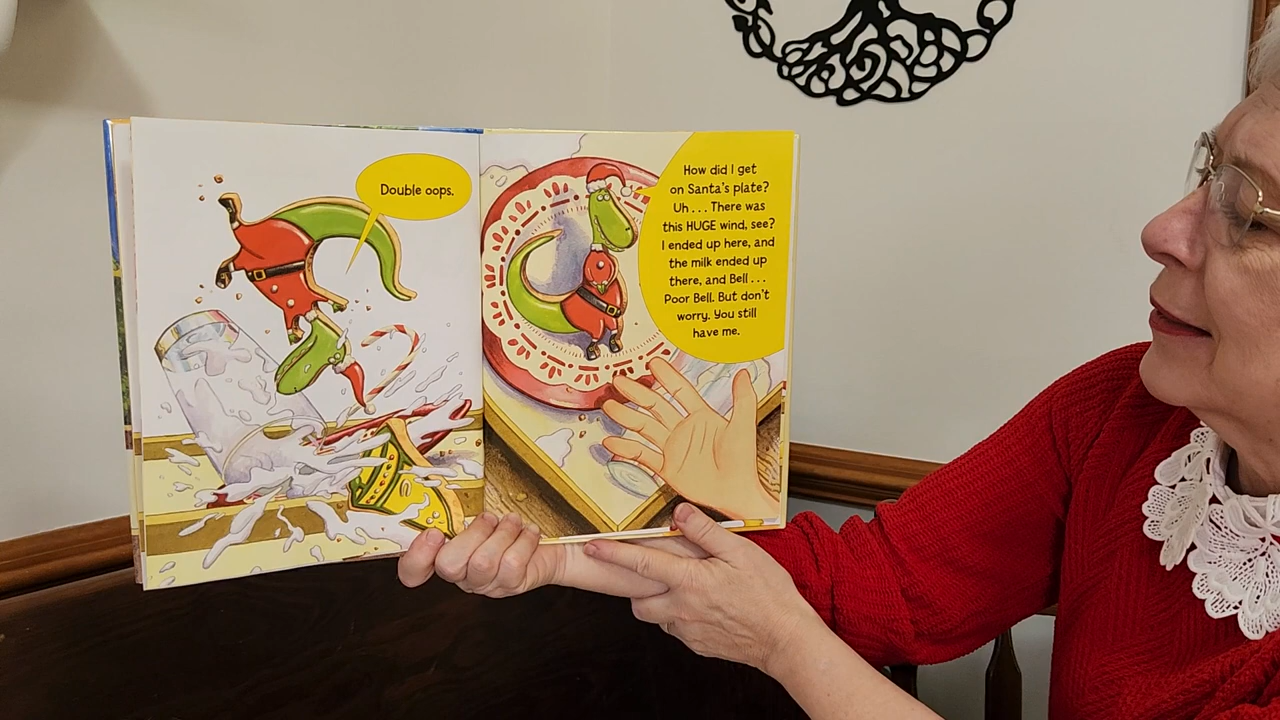 Double oops.
How did I get
on Santa's plate?
Uh . . . There was
this HUGE wind, see?
I ended up here, and
the milk ended up
there, and Bell . . .
Poor Bell. But don't
worry. You still
have me.